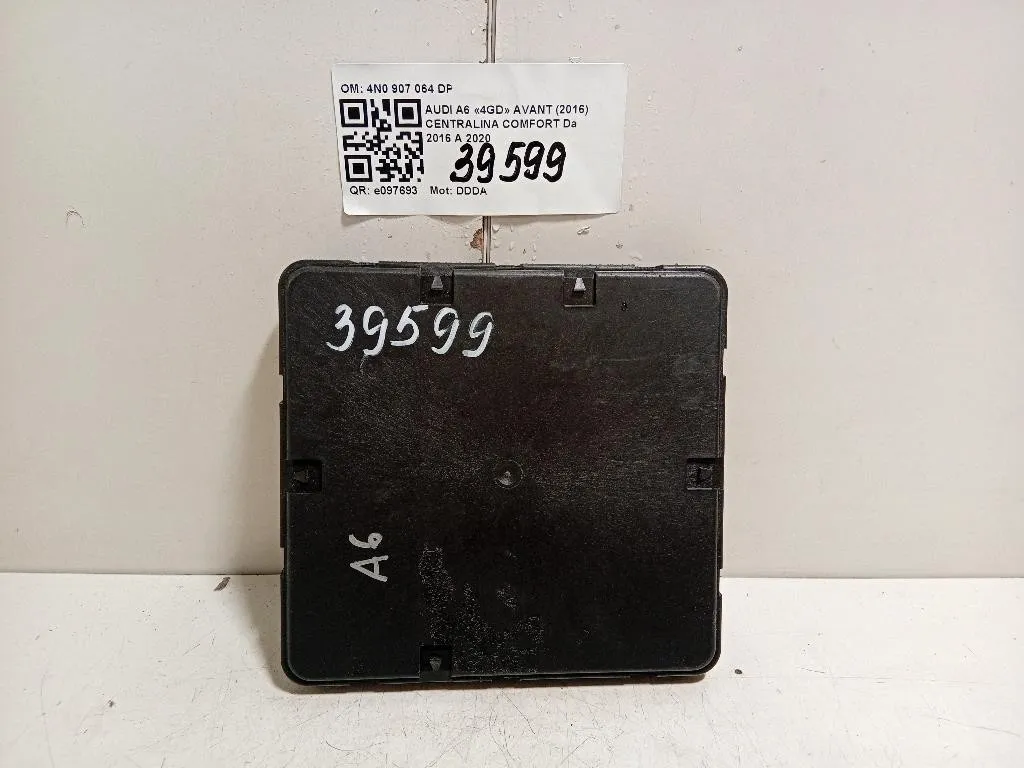 OM: 4N0 907 064 DP
AUDI A6 «4GD» AVANT (2016)
CENTRALINA COMFORT Da
2016 A 2020
39599
QR: e097693 Mot: DDDA
39599
A6